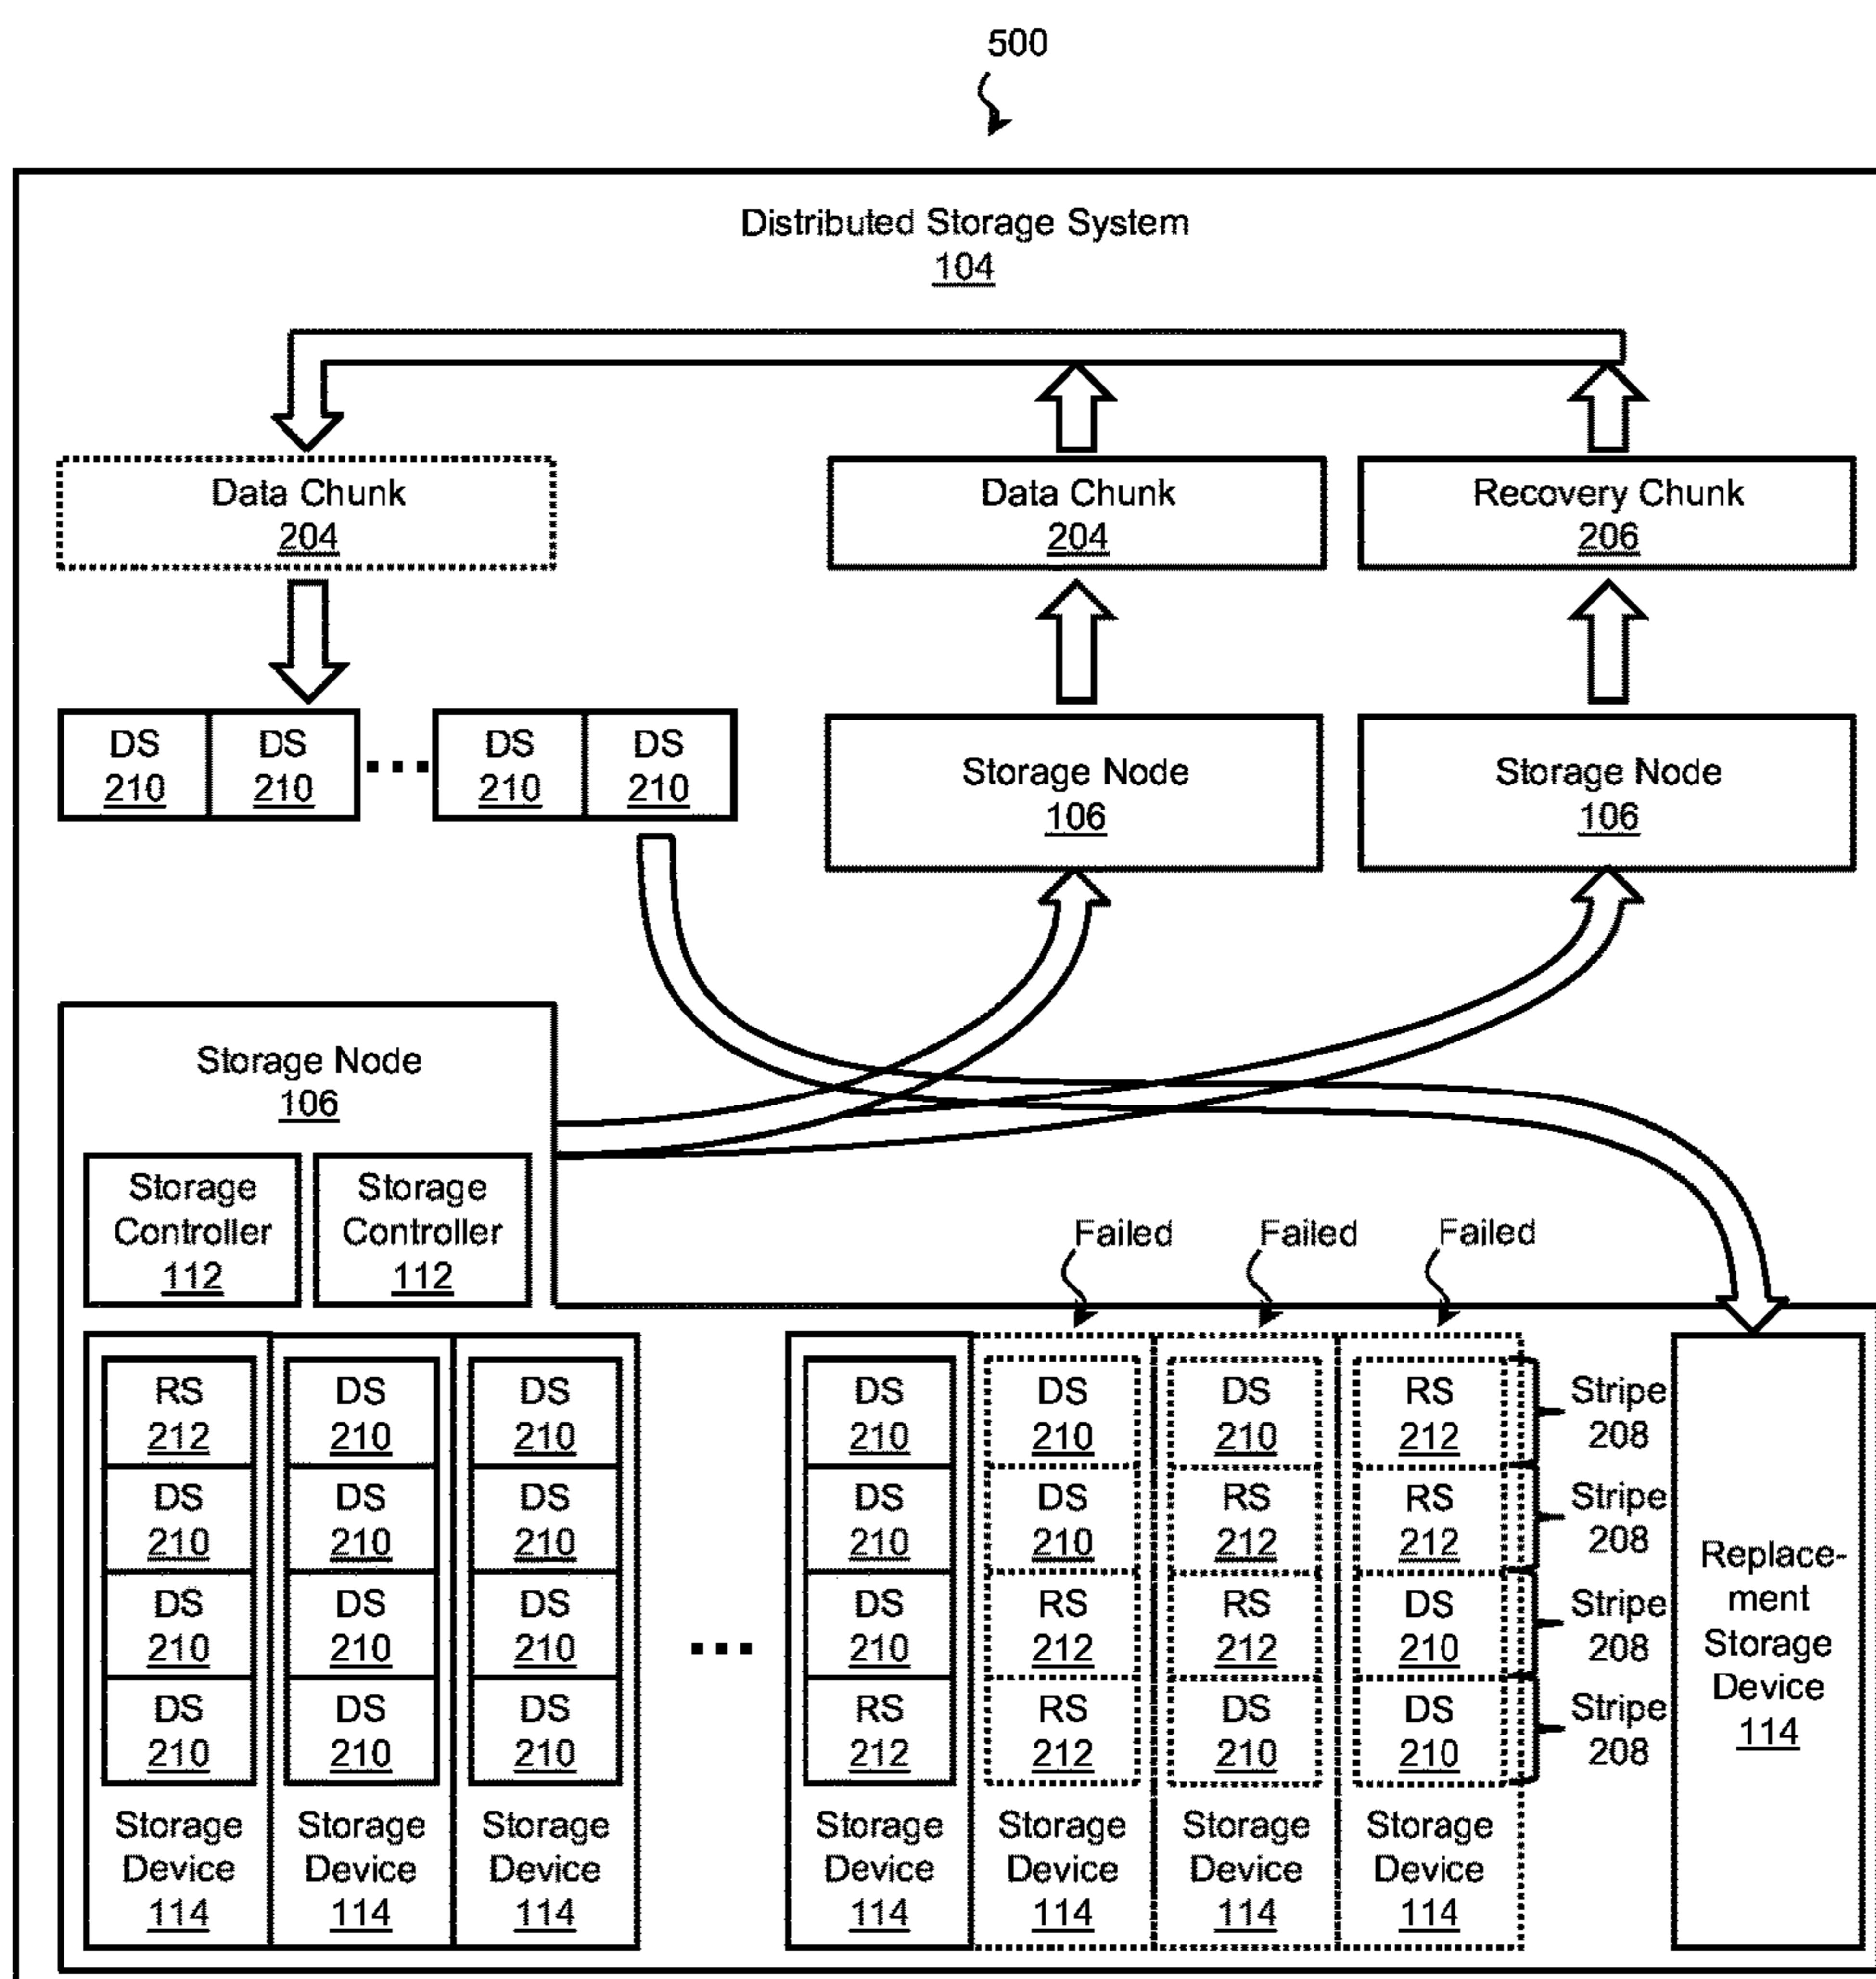 500
Distributed Storage System
104
Data Chunk
204
Data Chunk
204
Recovery Chunk
206
DS
210
DS
210
...
DS
210
DS
210
Storage Node
106
Storage Node
106
Storage Node
106
Storage
Controller
112
Storage
Controller
112
Failed
Failed
Failed
RS
212
DS
210
DS
210
DS
210
DS
210
DS
210
RS
212
Stripe
208
DS
210
DS
210
DS
210
DS
210
DS
210
RS
212
RS
212
Stripe
208
DS
210
DS
210
DS
210
...
DS
210
RS
212
RS
212
DS
210
Stripe
208
DS
210
DS
210
DS
210
RS
212
RS
212
DS
210
DS
210
Stripe
208
Storage
Device
114
Storage
Device
114
Storage
Device
114
Storage
Device
114
Storage
Device
114
Storage
Device
114
Storage
Device
114
Replace-
ment
Storage
Device
114